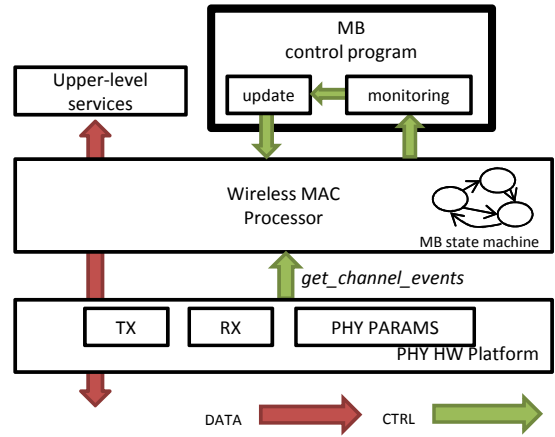 MB
control program
Upper-level
services
update
monitoring
Wireless MAC
Processor
MB state machine
get_channel_events
TX
RX
PHY PARAMS
PHY HW Platform
DATA
CTRL